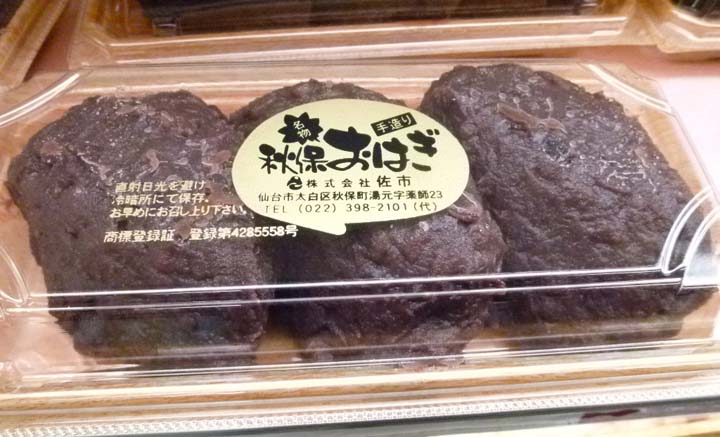 名物
手造り
秋保おはぎ
株式会社 佐市
仙台市太白区秋保町湯元字薬師23
TEL (022) 398-2101 (代)
直射日光を避け
冷暗所にて保存。
お早めにお召し上り下さい。
商標登録証 登録第4285558号